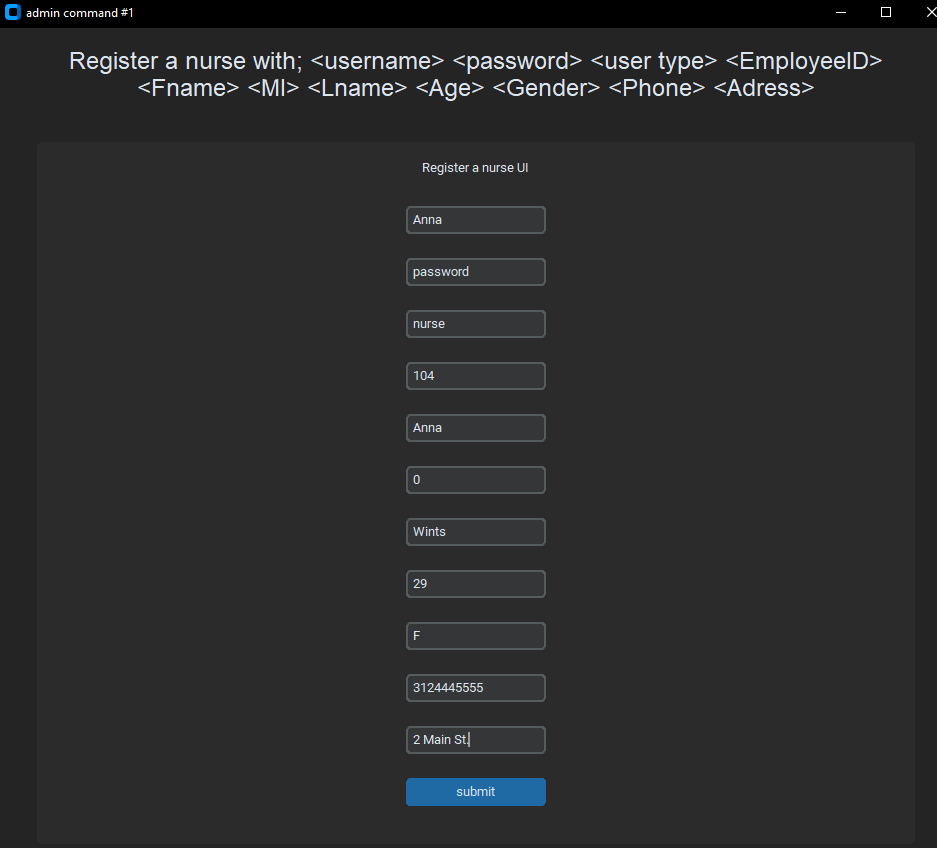 admin command #1
Register a nurse with; <username> <password> <user type> <EmployeeID>
<Fname> <MI> <Lname> <Age> <Gender> <Phone> <Adress>
Register a nurse UI
Anna
password
nurse
104
Anna
0
Wints
29
F
3124445555
2 Main St.
submit